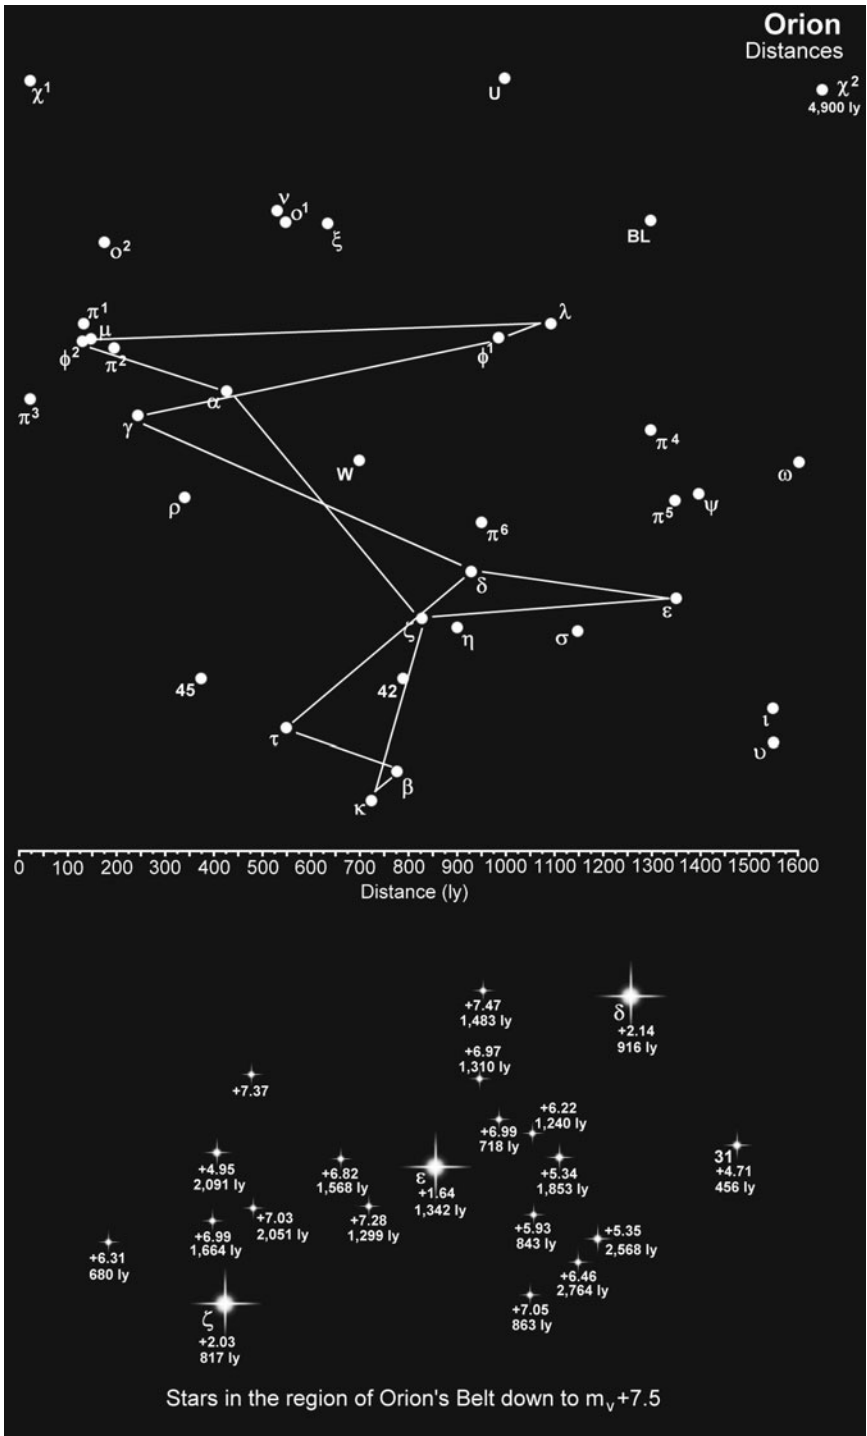 Orion
Distances
χ¹
U
χ²
4,900 ly
ν
ο¹
ξ
BL
ο²
π¹
μ
λ
φ²
π²
φ¹
α
π³
γ
π⁴
W
ω
ρ
π⁵
ψ
π⁶
δ
ε
ζ
η
σ
45
42
ι
τ
υ
β
κ
0 100 200 300 400 500 600 700 800 900 1000 1100 1200 1300 1400 1500 1600
Distance (ly)
+7.47
1,483 ly
δ
+2.14
916 ly
+6.97
1,310 ly
+7.37
+6.99
718 ly
+6.22
1,240 ly
31
+4.71
456 ly
+4.95
2,091 ly
+6.82
1,568 ly
ε
+1.64
1,342 ly
+5.34
1,853 ly
+7.03
2,051 ly
+7.28
1,299 ly
+5.93
843 ly
+6.99
1,664 ly
+5.35
2,568 ly
+6.31
680 ly
+6.46
2,764 ly
+7.05
863 ly
ζ
+2.03
817 ly
Stars in the region of Orion's Belt down to mᵥ+7.5